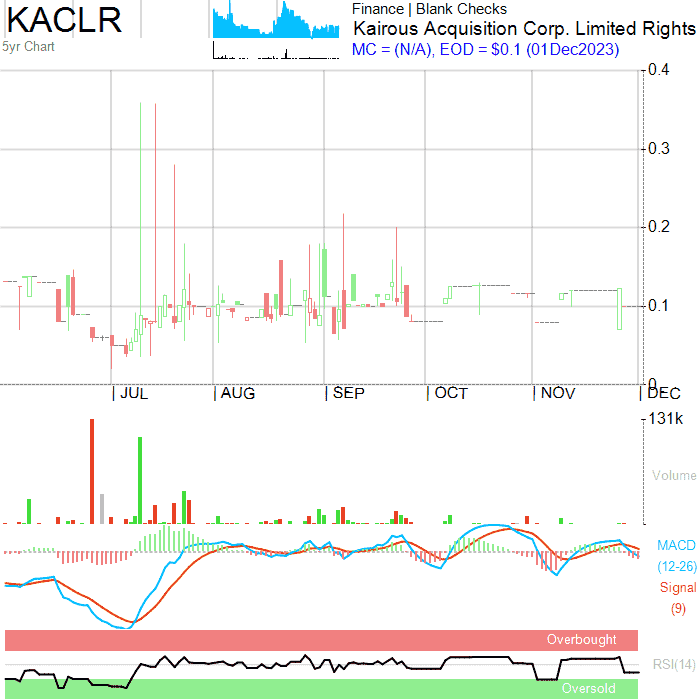 KACLR
5yr Chart
Finance | Blank Checks
Kairous Acquisition Corp. Limited Rights
MC = (N/A), EOD = $0.1 (01Dec2023)
0.4
0.3
0.2
0.1
0
JUL
AUG
SEP
OCT
NOV
DEC
131k
Volume
MACD
(12-26)
Signal
(9)
Overbought
RSI(14)
Oversold